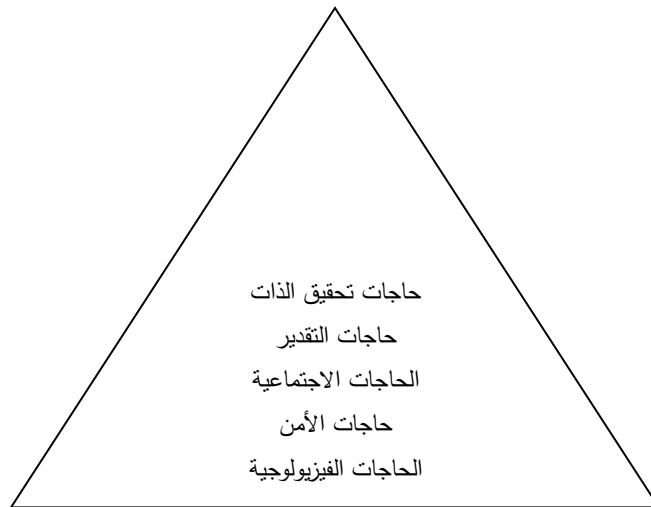 حاجات تحقيق الذات
حاجات التقدير
الحاجات الاجتماعية
حاجات الأمن
الحاجات الفيزيولوجية